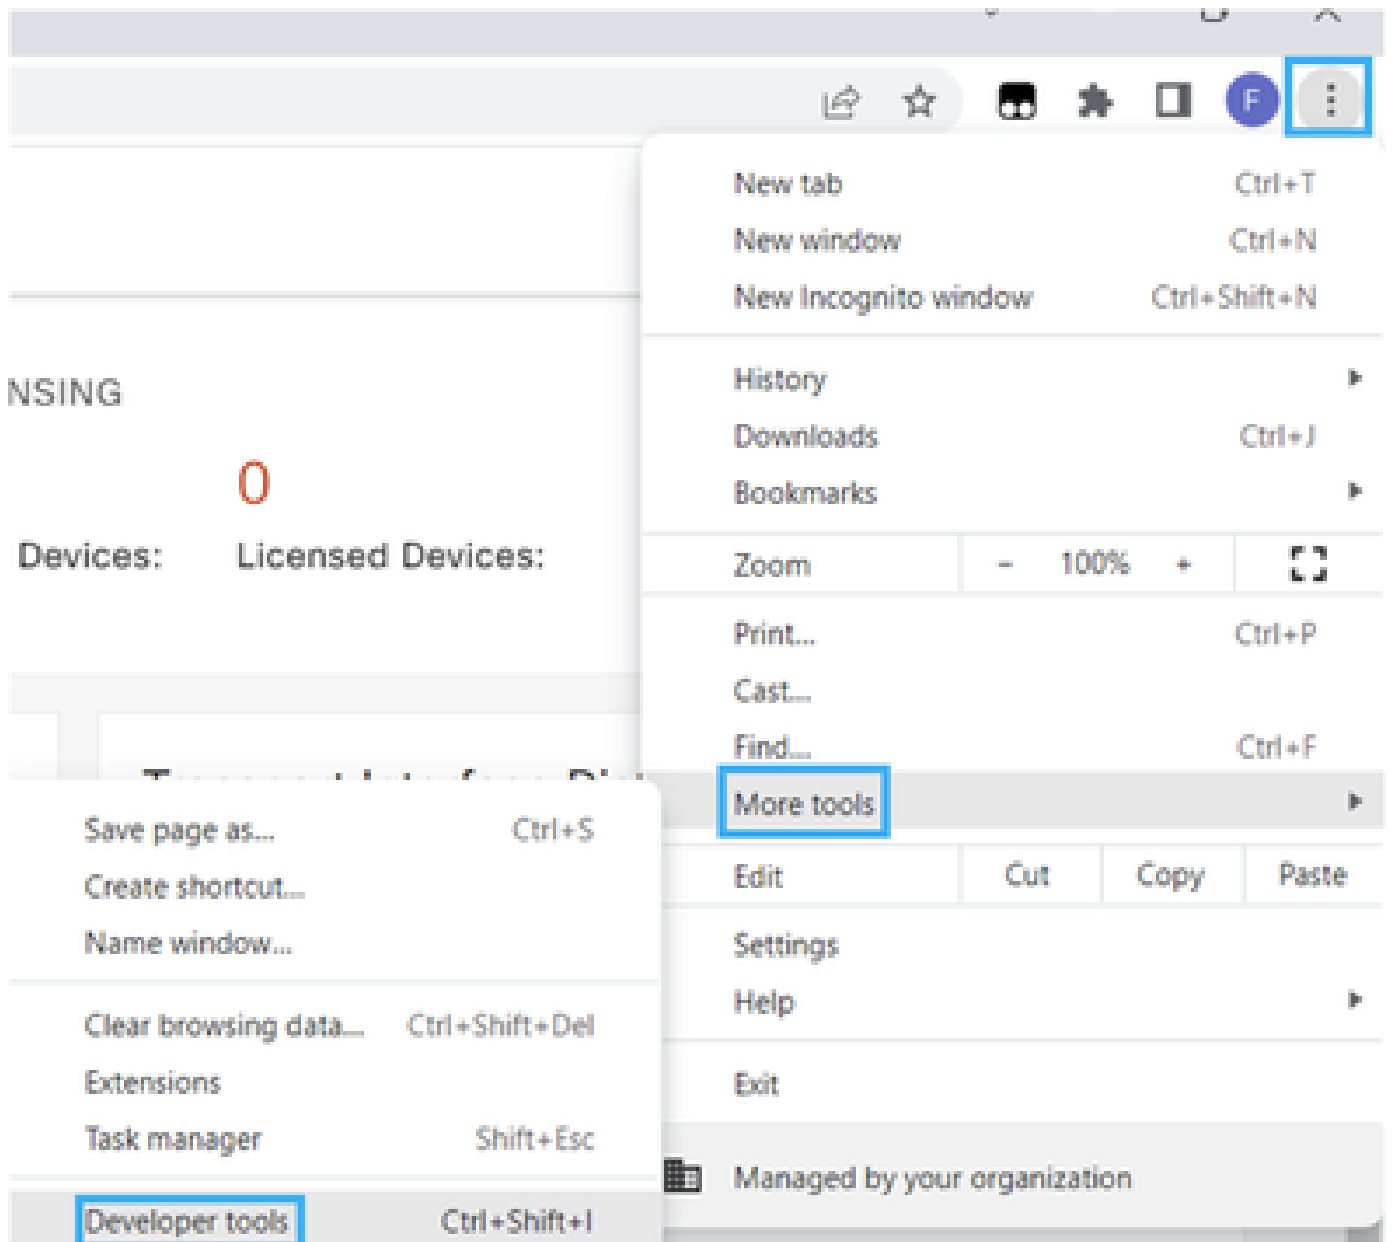 F
New tab Ctrl+T
New window Ctrl+N
New Incognito window Ctrl+Shift+N
History
Downloads Ctrl+J
Bookmarks
Zoom - 100% +
Print... Ctrl+P
Cast...
Find... Ctrl+F
More tools
Edit Cut Copy Paste
Settings
Help
Exit
Managed by your organization
NSING
0
Devices: Licensed Devices:
Save page as... Ctrl+S
Create shortcut...
Name window...
Clear browsing data... Ctrl+Shift+Del
Extensions
Task manager Shift+Esc
Developer tools Ctrl+Shift+I